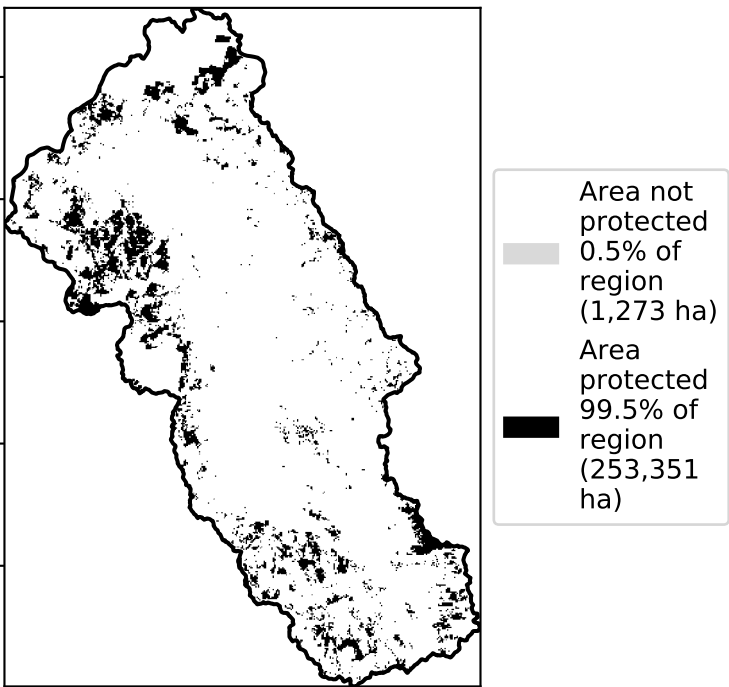 Area not
protected
0.5% of
region
(1,273 ha)
Area
protected
99.5% of
region
(253,351
ha)